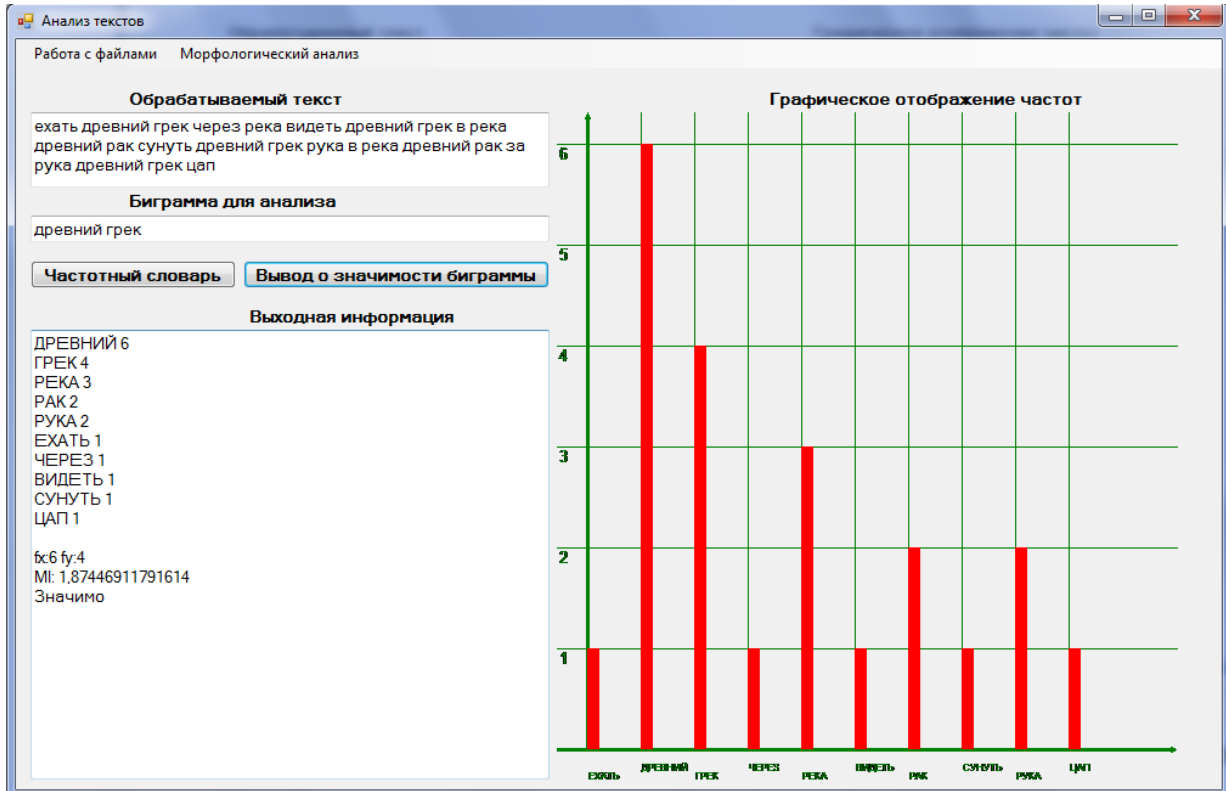 Анализ текстов
Работа с файлами Морфологический анализ
Обрабатываемый текст
ехать древний грек через река видеть древний грек в река
древний рак сунуть древний грек рука в река древний рак за
рука древний грек цап
Биграмма для анализа
древний грек
Частотный словарь Вывод о значимости биграммы
Выходная информация
ДРЕВНИЙ 6
ГРЕК 4
РЕКА 3
РАК 2
РУКА 2
ЕХАТЬ 1
ЧЕРЕЗ 1
ВИДЕТЬ 1
СУНУТЬ 1
ЦАП 1
fx:6 fy:4
MI: 1,87446911791614
Значимо
Графическое отображение частот
6
5
4
3
2
1
ЕХАТЬ ДРЕВНИЙ ГРЕК ЧЕРЕЗ РЕКА ВИДЕТЬ РАК СУНУТЬ РУКА ЦАП